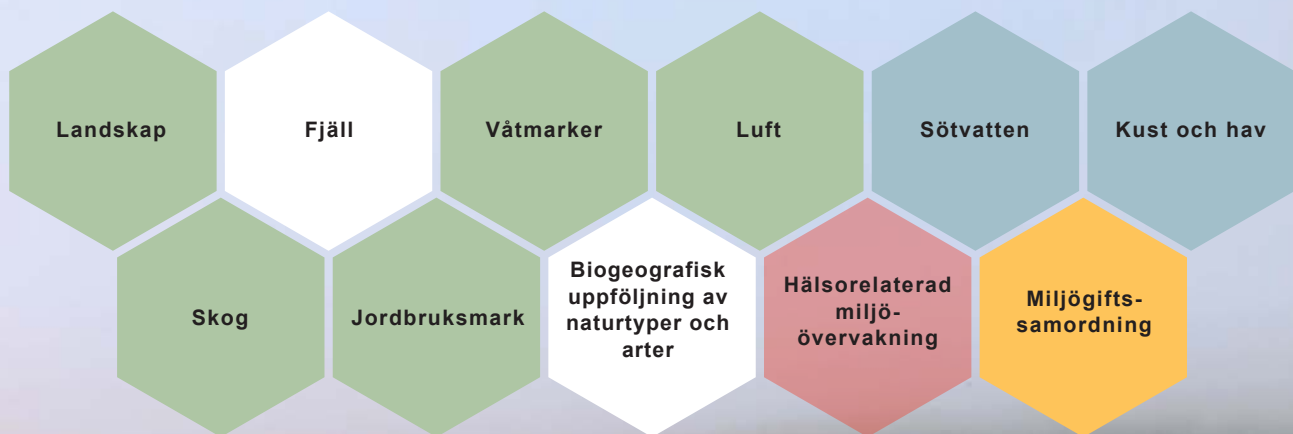 Landskap
Fjäll
Våtmarker
Luft
Sötvatten
Kust och hav
Skog
Jordbruksmark
Biogeografisk
uppföljning av
naturtyper och
arter
Hälsorelaterad
miljö-
övervakning
Miljögifts-
samordning